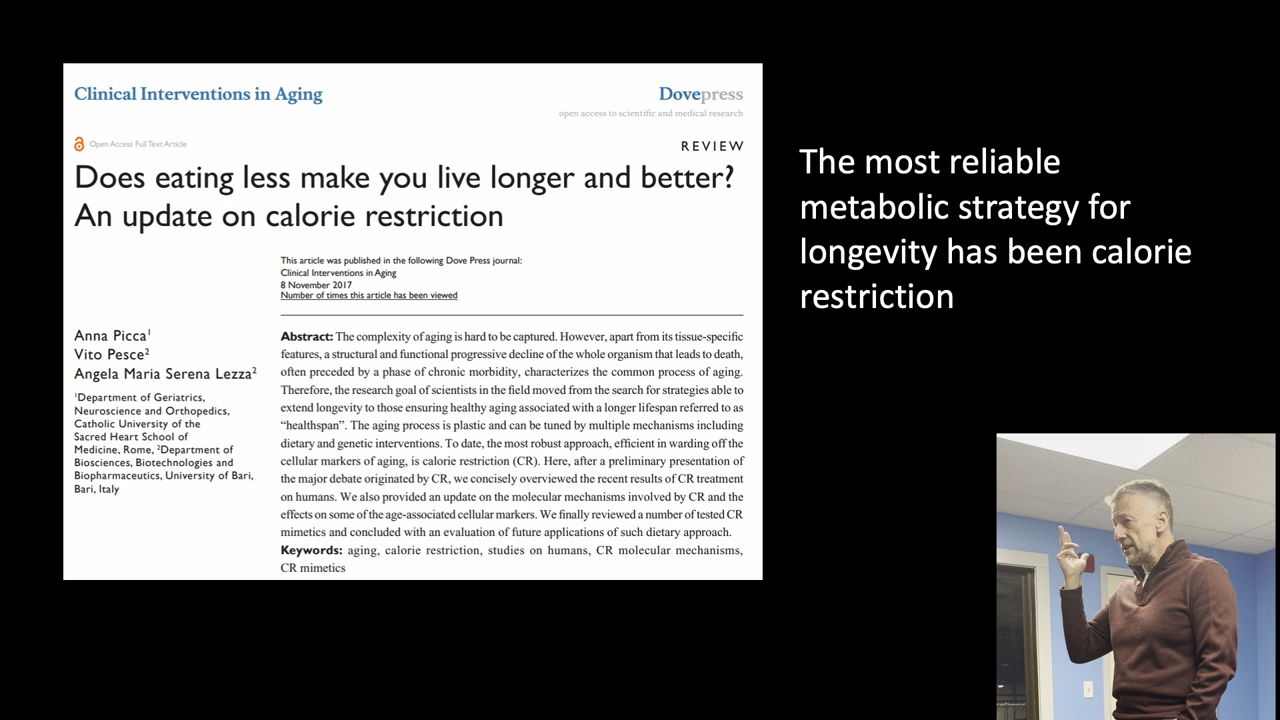 Clinical Interventions in Aging
Dovepress
open access to scientific and medical research
Open Access Full Text Article
REVIEW
Does eating less make you live longer and better?
An update on calorie restriction
This article was published in the following Dove Press journal:
Clinical Interventions in Aging
8 November 2017
Number of times this article has been viewed
Anna Picca¹
Vito Pesce²
Angela Maria Serena Lezza²
¹Department of Geriatrics,
Neuroscience and Orthopedics,
Catholic University of the
Sacred Heart School of
Medicine, Rome, ²Department of
Biosciences, Biotechnologies and
Biopharmaceutics, University of Bari,
Bari, Italy
Abstract: The complexity of aging is hard to be captured. However, apart from its tissue-specific
features, a structural and functional progressive decline of the whole organism that leads to death,
often preceded by a phase of chronic morbidity, characterizes the common process of aging.
Therefore, the research goal of scientists in the field moved from the search for strategies able to
extend longevity to those ensuring healthy aging associated with a longer lifespan referred to as
“healthspan”. The aging process is plastic and can be tuned by multiple mechanisms including
dietary and genetic interventions. To date, the most robust approach, efficient in warding off the
cellular markers of aging, is calorie restriction (CR). Here, after a preliminary presentation of
the major debate originated by CR, we concisely overviewed the recent results of CR treatment
on humans. We also provided an update on the molecular mechanisms involved by CR and the
effects on some of the age-associated cellular markers. We finally reviewed a number of tested CR
mimetics and concluded with an evaluation of future applications of such dietary approach.
Keywords: aging, calorie restriction, studies on humans, CR molecular mechanisms,
CR mimetics
The most reliable
metabolic strategy for
longevity has been calorie
restriction